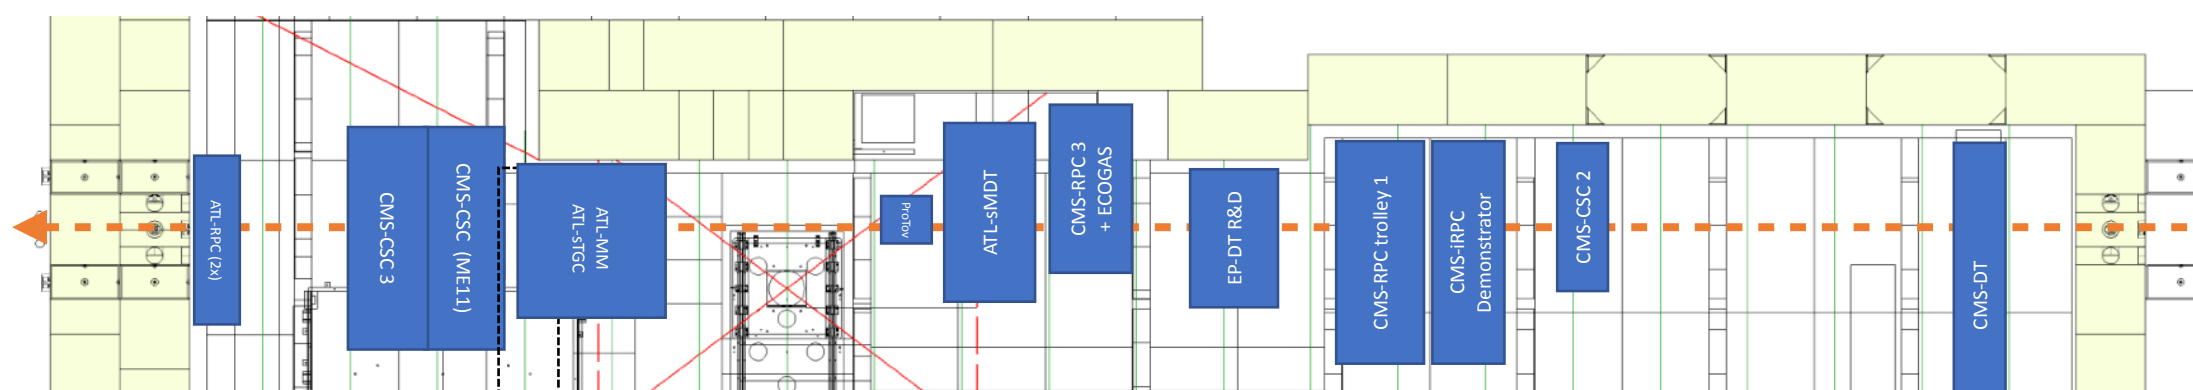 ATL-RPC (2x)
CMS-CSC 3
CMS-CSC (ME11)
ATL-MM
ATL-sTGC
ProTov
ATL-sMDT
CMS-RPC 3
+ ECOGAS
EP-DT R&D
CMS-RPC trolley 1
CMS-iRPC
Demonstrator
CMS-CSC 2
CMS-DT